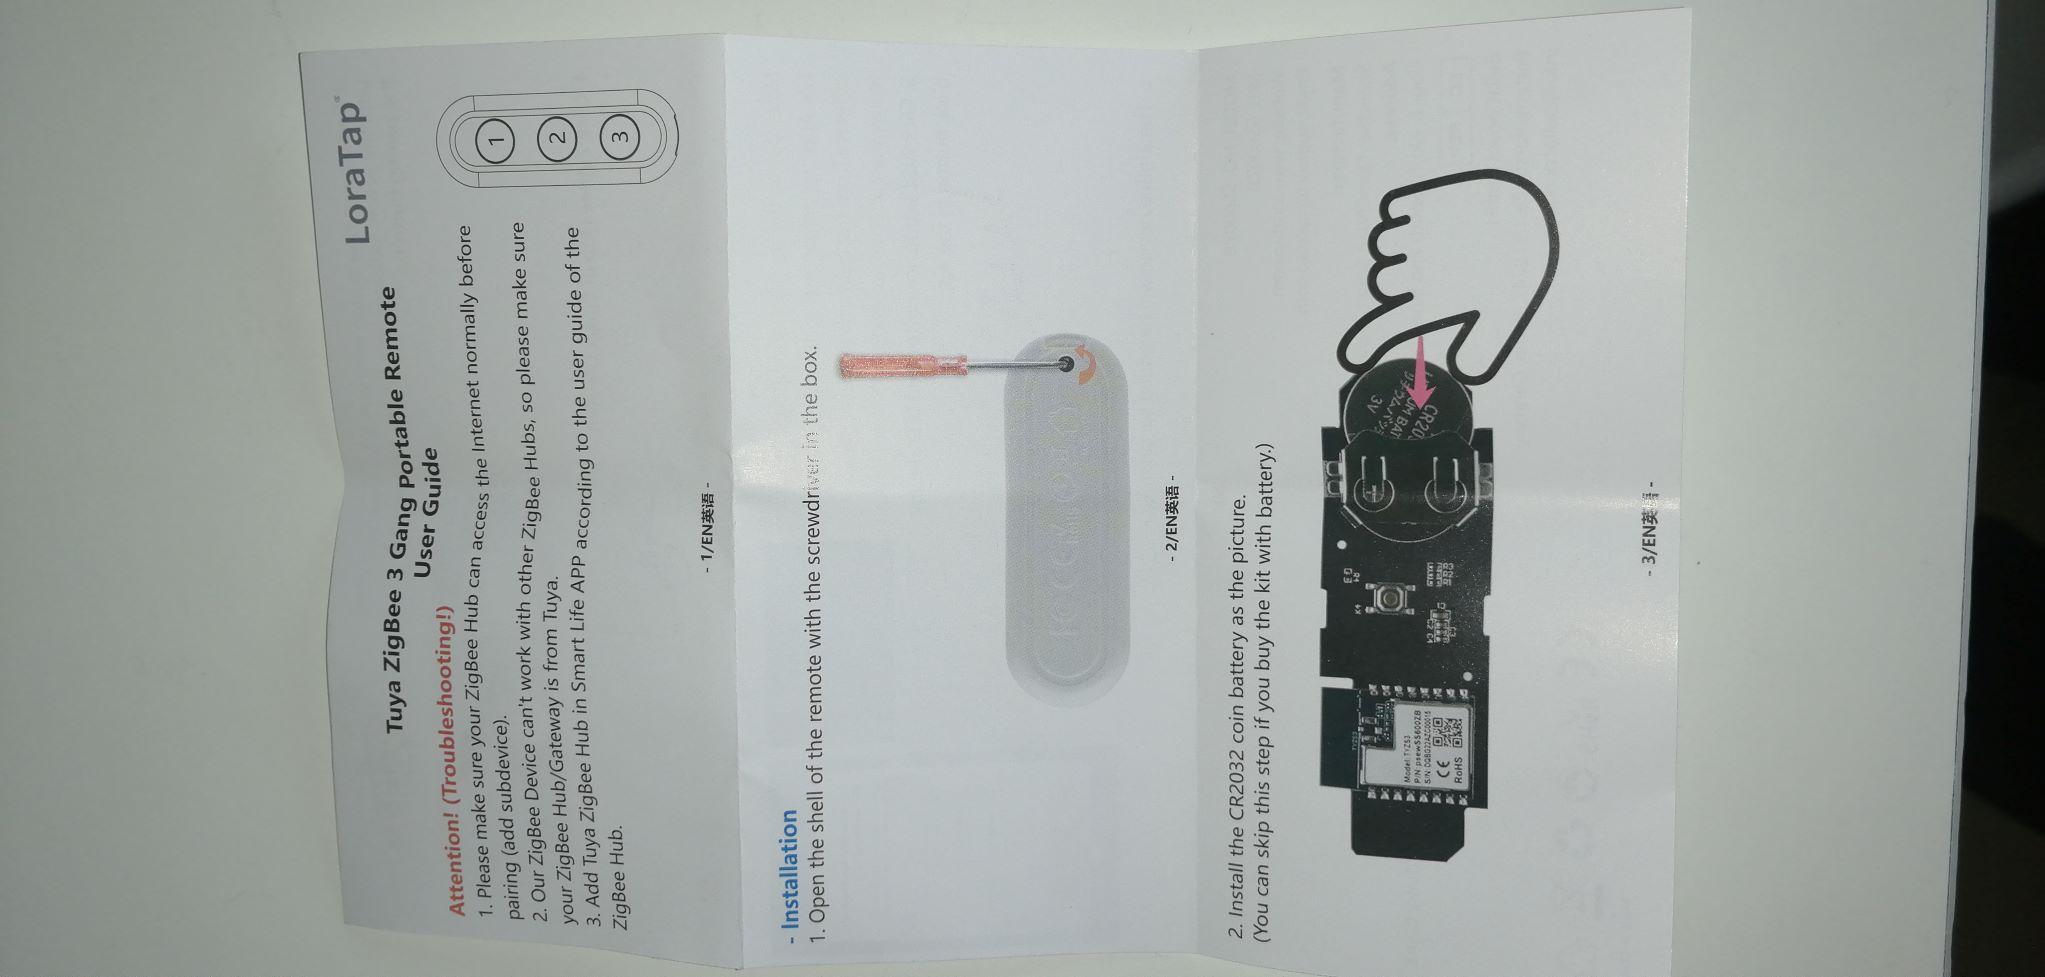 LoraTap®
Tuya ZigBee 3 Gang Portable Remote
User Guide
Attention! (Troubleshooting!)
1. Please make sure your ZigBee Hub can access the Internet normally before
pairing (add subdevice).
2. Our ZigBee Device can't work with other ZigBee Hubs, so please make sure
your ZigBee Hub/Gateway is from Tuya.
3. Add Tuya ZigBee Hub in Smart Life APP according to the user guide of the
ZigBee Hub.
1
2
3
- 1/EN英语 -
- Installation
1. Open the shell of the remote with the screwdriver in the box.
- 2/EN英语 -
2. Install the CR2032 coin battery as the picture.
(You can skip this step if you buy the kit with battery.)
TYZS3
Model: TYZS3
CE
RoHS
K4
R4
3V
CR20
- 3/EN英语 -